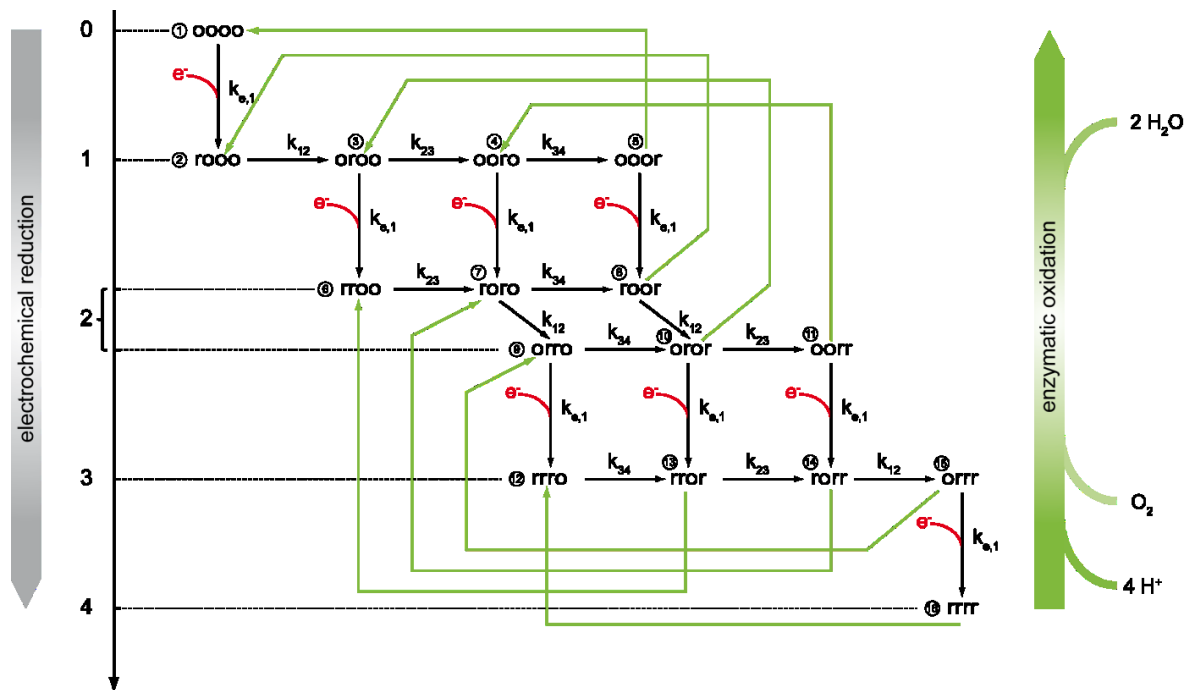 0
① oooo
e⁻
kₑ,₁
2 H₂O
1
② rooo
k₁₂
③
oroo
k₂₃
④
ooro
k₃₄
⑤
ooor
e⁻
kₑ,₁
e⁻
kₑ,₁
e⁻
kₑ,₁
electrochemical reduction
enzymatic oxidation
2
⑥ rroo
k₂₃
⑦
roro
k₃₄
roor
k₁₂
k₁₂
⑨ orro
k₃₄
⑩
oror
k₂₃
⑪
oorr
e⁻
kₑ,₁
e⁻
kₑ,₁
e⁻
kₑ,₁
3
⑫ rrro
k₃₄
⑬
rror
k₂₃
⑭
rorr
k₁₂
⑮
orrr
O₂
e⁻
kₑ,₁
4 H⁺
4
⑯ rrrr